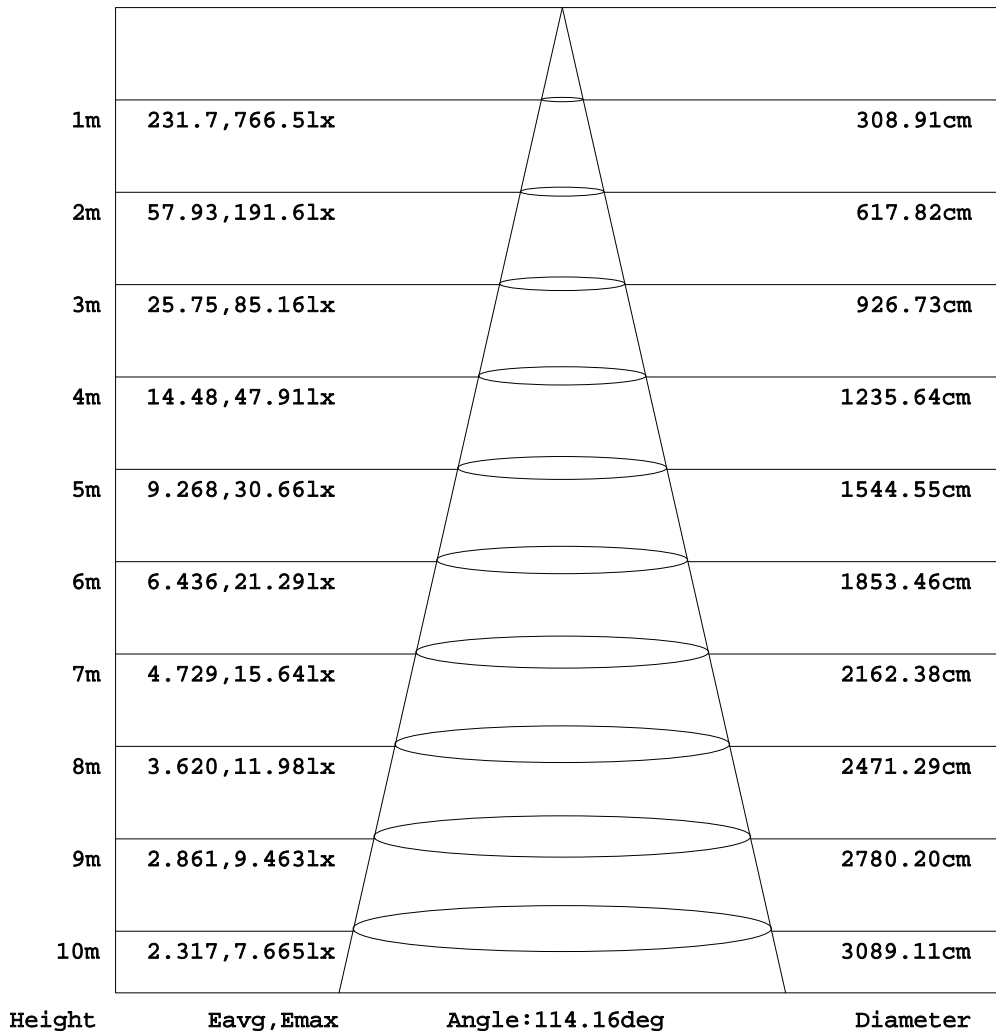 1m 231.7,766.5lx 308.91cm
2m 57.93,191.6lx 617.82cm
3m 25.75,85.16lx 926.73cm
4m 14.48,47.91lx 1235.64cm
5m 9.268,30.66lx 1544.55cm
6m 6.436,21.29lx 1853.46cm
7m 4.729,15.64lx 2162.38cm
8m 3.620,11.98lx 2471.29cm
9m 2.861,9.463lx 2780.20cm
10m 2.317,7.665lx 3089.11cm
Height Eavg,Emax Angle:114.16deg Diameter